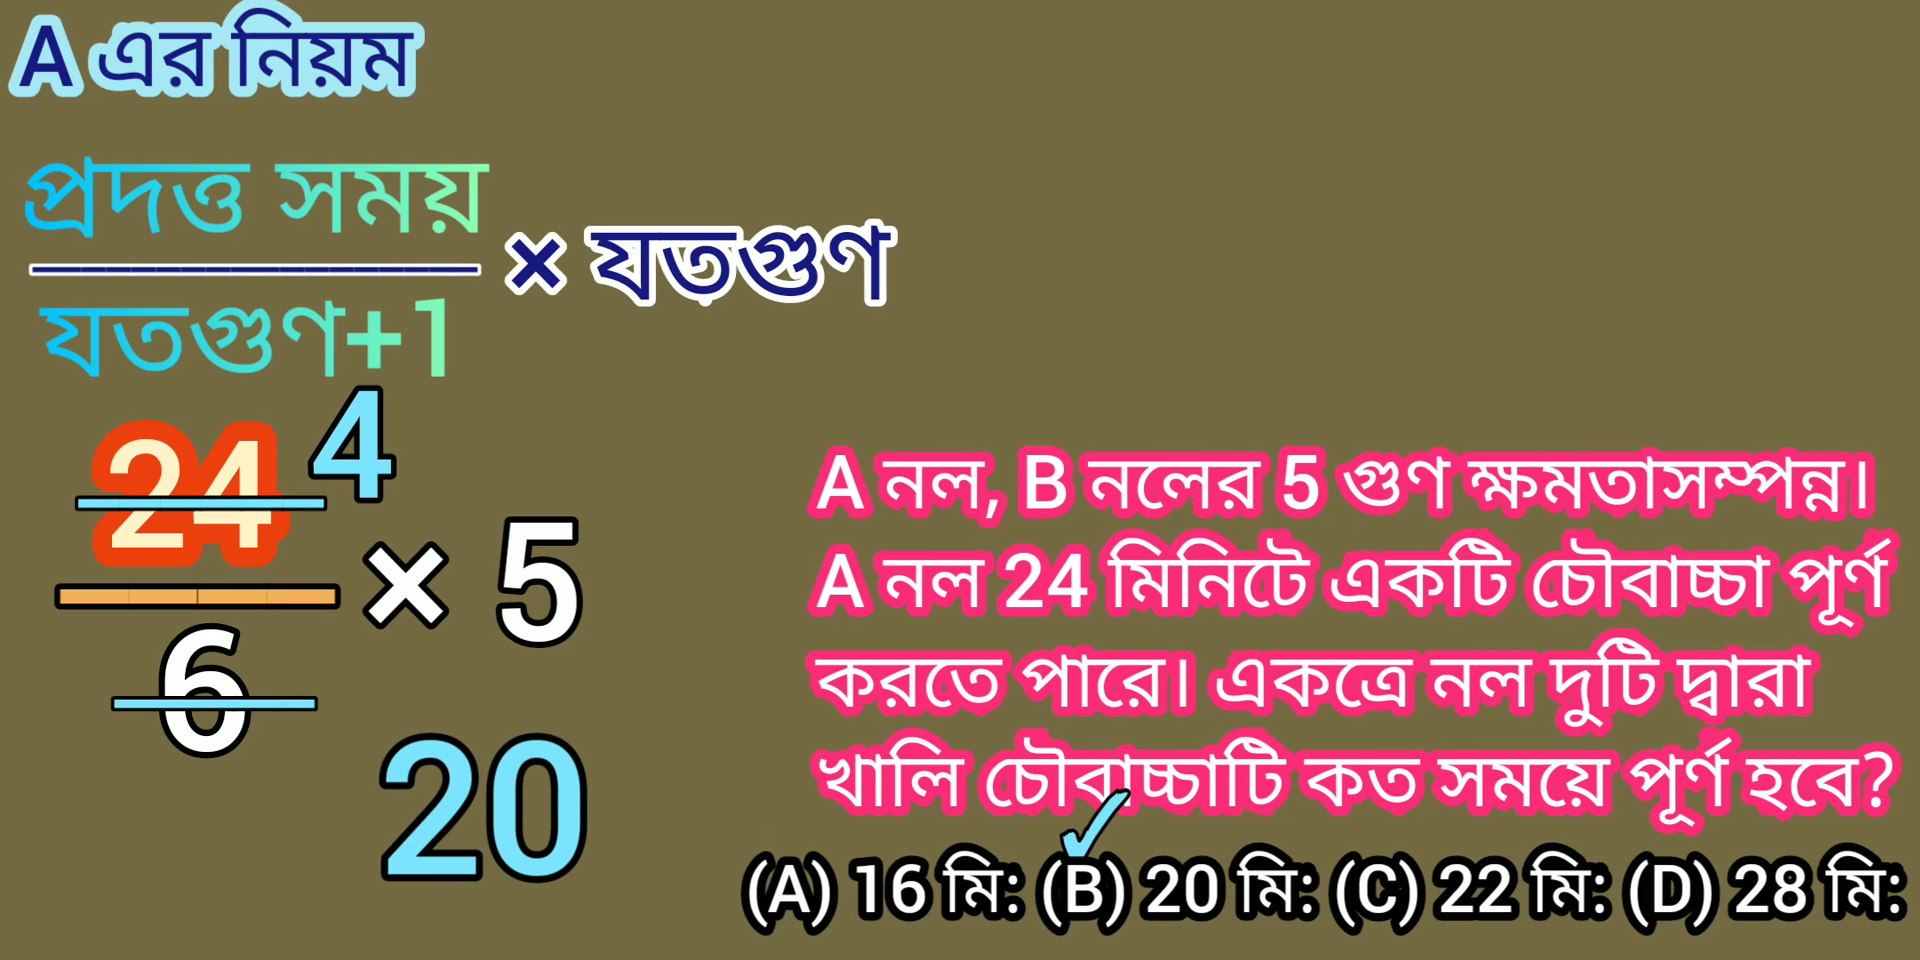 A এর নিয়ম
প্রদত্ত সময়
যতগুণ+1
× যতগুণ
24 4
6
× 5
20
A নল, B নলের 5 গুণ ক্ষমতাসম্পন্ন।
A নল 24 মিনিটে একটি চৌবাচ্চা পূর্ণ
করতে পারে। একত্রে নল দুটি দ্বারা
খালি চৌবাচ্চাটি কত সময়ে পূর্ণ হবে?
✓
(A) 16 মি: (B) 20 মি: (C) 22 মি: (D) 28 মি: